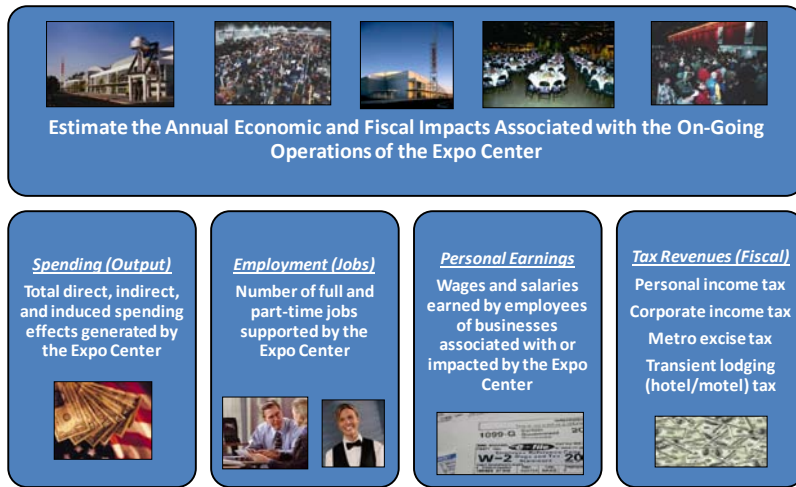 Estimate the Annual Economic and Fiscal Impacts Associated with the On-Going
Operations of the Expo Center
Spending (Output)
Total direct, indirect,
and induced spending
effects generated by
the Expo Center
Employment (Jobs)
Number of full and
part-time jobs
supported by the
Expo Center
Personal Earnings
Wages and salaries
earned by employees
of businesses
associated with or
impacted by the Expo
Center
1099-G
20
e-file
W-2
20
Tax Revenues (Fiscal)
Personal income tax
Corporate income tax
Metro excise tax
Transient lodging
(hotel/motel) tax